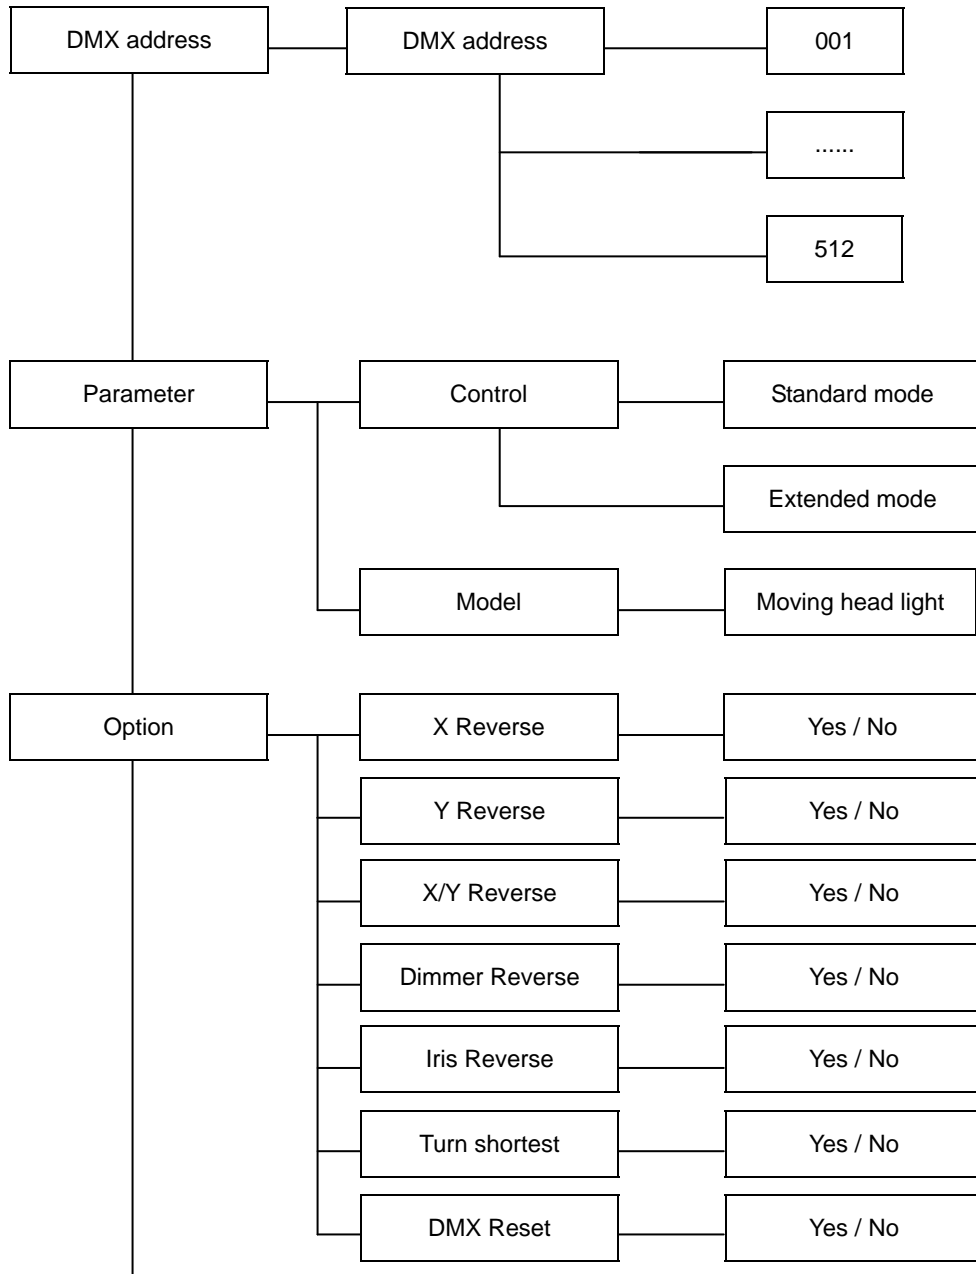 DMX address
DMX address
001
......
512
Parameter
Control
Standard mode
Extended mode
Model
Moving head light
Option
X Reverse
Yes / No
Y Reverse
Yes / No
X/Y Reverse
Yes / No
Dimmer Reverse
Yes / No
Iris Reverse
Yes / No
Turn shortest
Yes / No
DMX Reset
Yes / No